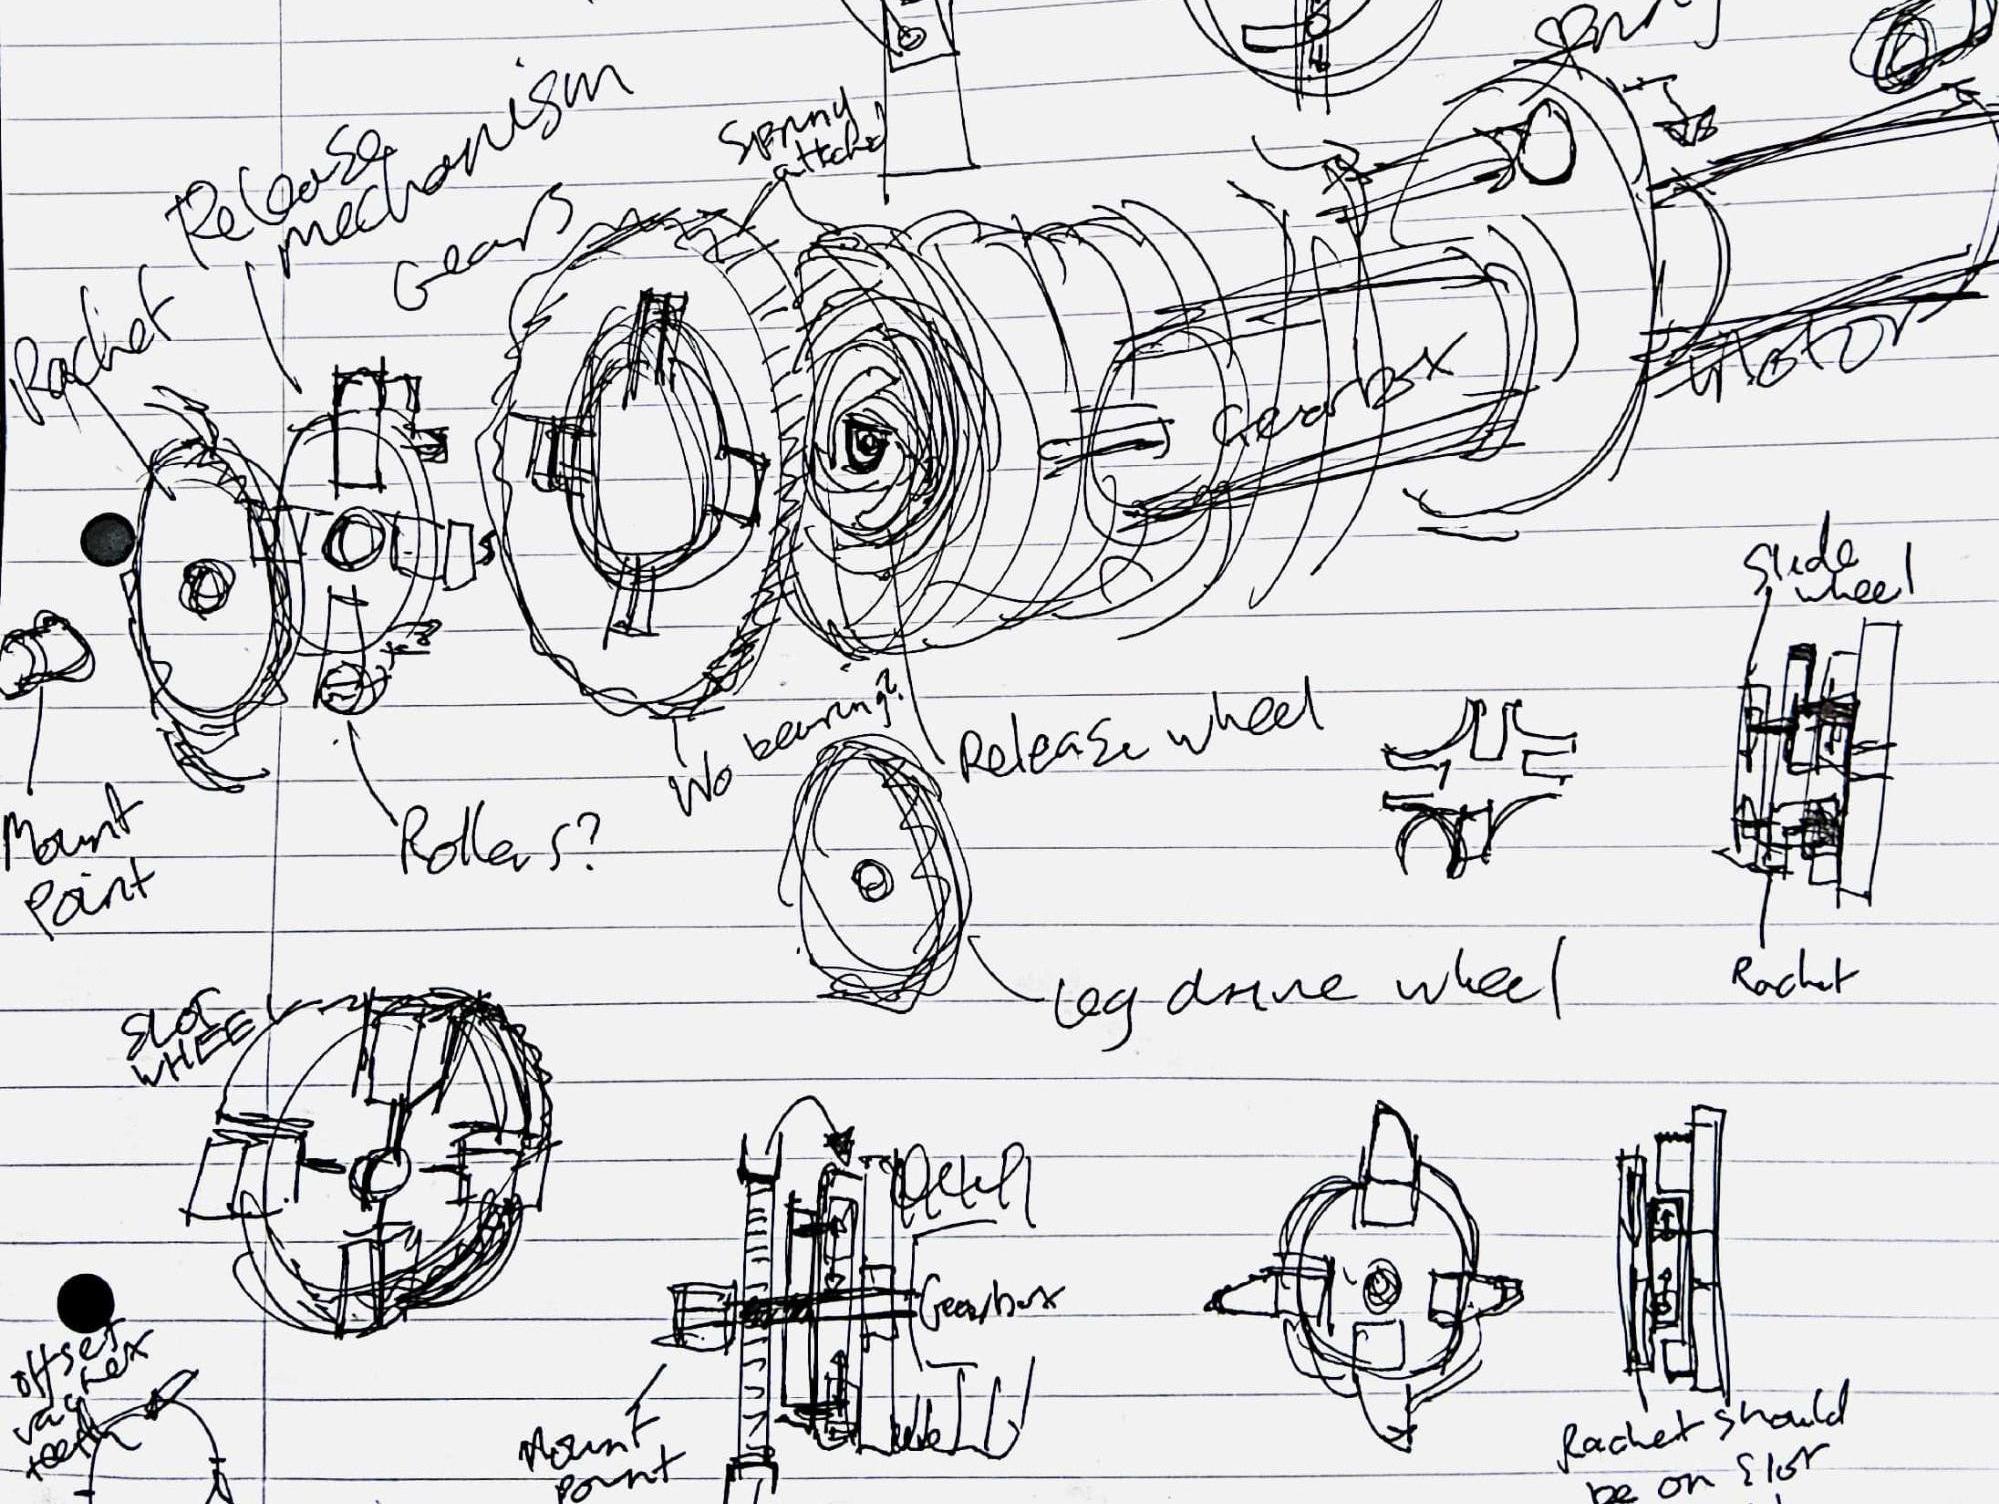 Spring
Release
mechanism
Spring
attached
Gears
Rachet
Gearbox
Motor
Slide
wheel
No bearing?
Release wheel
Mount
Point
Rollers?
Rachet
Leg drive wheel
SLOT
WHEEL
Gearbox
offset
rachet
teeth
Mount
Point
Rachet should
be on slot